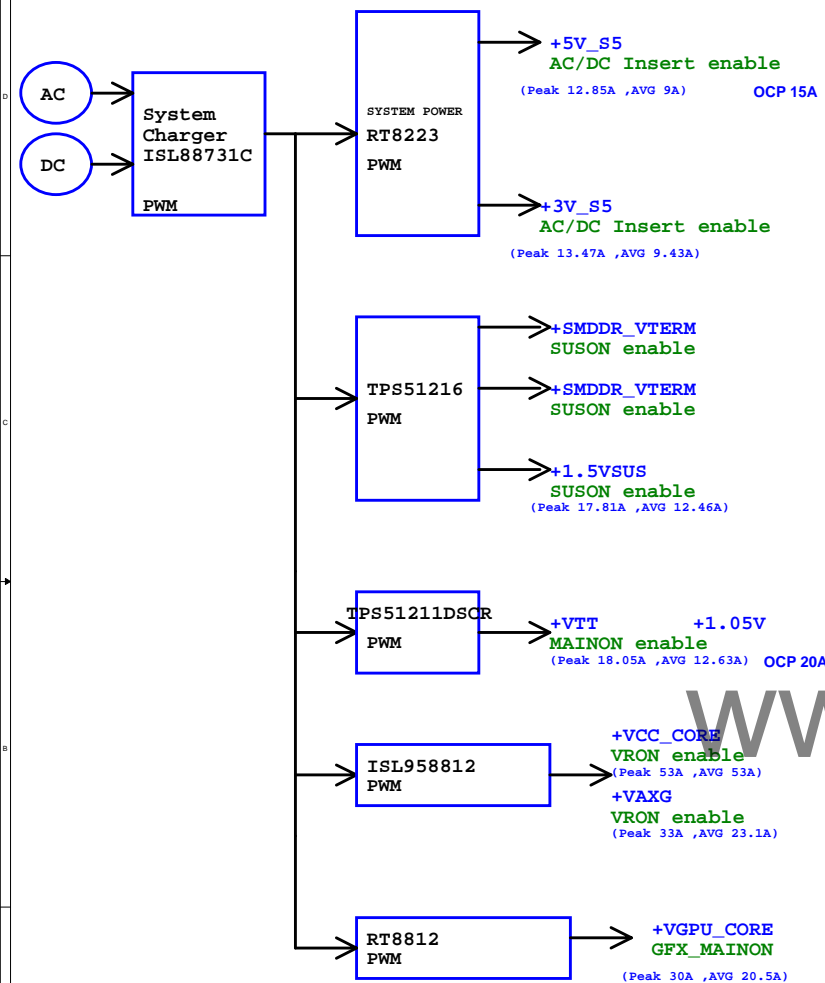 AC
DC
System
Charger
ISL88731C
PWM
SYSTEM POWER
RT8223
PWM
+5V_S5
AC/DC Insert enable
(Peak 12.85A ,AVG 9A) OCP 15A
+3V_S5
AC/DC Insert enable
(Peak 13.47A ,AVG 9.43A)
TPS51216
PWM
+SMDDR_VTERM
SUSON enable
+SMDDR_VTERM
SUSON enable
+1.5VSUS
SUSON enable
(Peak 17.81A ,AVG 12.46A)
TPS51211DSCR
PWM
+VTT +1.05V
MAINON enable
(Peak 18.05A ,AVG 12.63A) OCP 20A
ISL958812
PWM
+VCC_CORE
VRON enable
(Peak 53A ,AVG 53A)
+VAXG
VRON enable
(Peak 33A ,AVG 23.1A)
RT8812
PWM
+VGPU_CORE
GFX_MAINON
(Peak 30A ,AVG 20.5A)
D
C
B